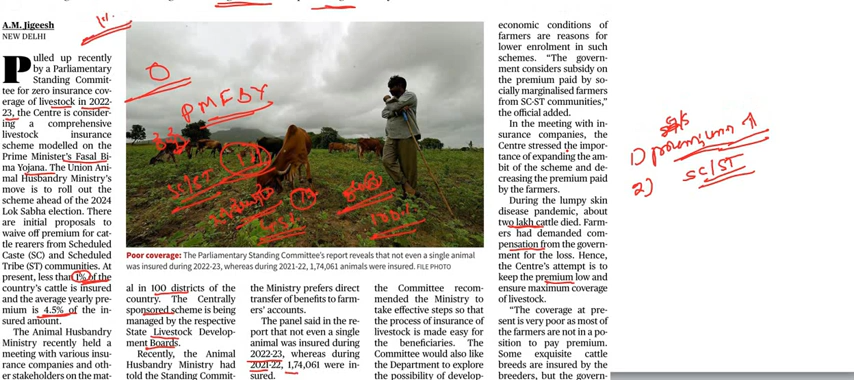 A.M. Jigeesh
NEW DELHI
Pulled up recently
by a Parliamentary
Standing Commit-
tee for zero insurance cov-
erage of livestock in 2022-
23, the Centre is consider-
ing a comprehensive
livestock insurance
scheme modelled on the
Prime Minister's Fasal Bi-
ma Yojana. The Union Ani-
mal Husbandry Ministry's
move is to roll out the
scheme ahead of the 2024
Lok Sabha election. There
are initial proposals to
waive off premium for cat-
tle rearers from Scheduled
Caste (SC) and Scheduled
Tribe (ST) communities. At
present, less than 1% of the
country's cattle is insured
and the average yearly pre-
mium is 4.5% of the in-
sured amount.
The Animal Husbandry
Ministry recently held a
meeting with various insu-
rance companies and oth-
er stakeholders on the mat-
PMFBY
SC/ST
Poor coverage: The Parliamentary Standing Committee's report reveals that not even a single animal
was insured during 2022-23, whereas during 2021-22, 1,74,061 animals were insured. FILE PHOTO
al in 100 districts of the
country. The Centrally
sponsored scheme is being
managed by the respective
State Livestock Develop-
ment Boards.
Recently, the Animal
Husbandry Ministry had
told the Standing Commit-
the Ministry prefers direct
transfer of benefits to farm-
ers' accounts.
The panel said in the re-
port that not even a single
animal was insured during
2022-23, whereas during
2021-22, 1,74,061 were in-
sured.
the Committee recom-
mended the Ministry to
take effective steps so that
the process of insurance of
livestock is made easy for
the beneficiaries. The
Committee would also like
the Department to explore
the possibility of develop-
economic conditions of
farmers are reasons for
lower enrolment in such
schemes. "The govern-
ment considers subsidy on
the premium paid by so-
cially marginalised farmers
from SC-ST communities,"
the official added.
In the meeting with in-
surance companies, the
Centre stressed the impor-
tance of expanding the am-
bit of the scheme and de-
creasing the premium paid
by the farmers.
During the lumpy skin
disease pandemic, about
two lakh cattle died. Farm-
ers had demanded com-
pensation from the govern-
ment for the loss. Hence,
the Centre's attempt is to
keep the premium low and
ensure maximum coverage
of livestock.
"The coverage at pre-
sent is very poor as most of
the farmers are not in a po-
sition to pay premium.
Some exquisite cattle
breeds are insured by the
breeders, but the govern-
1) premium
2) SC/ST